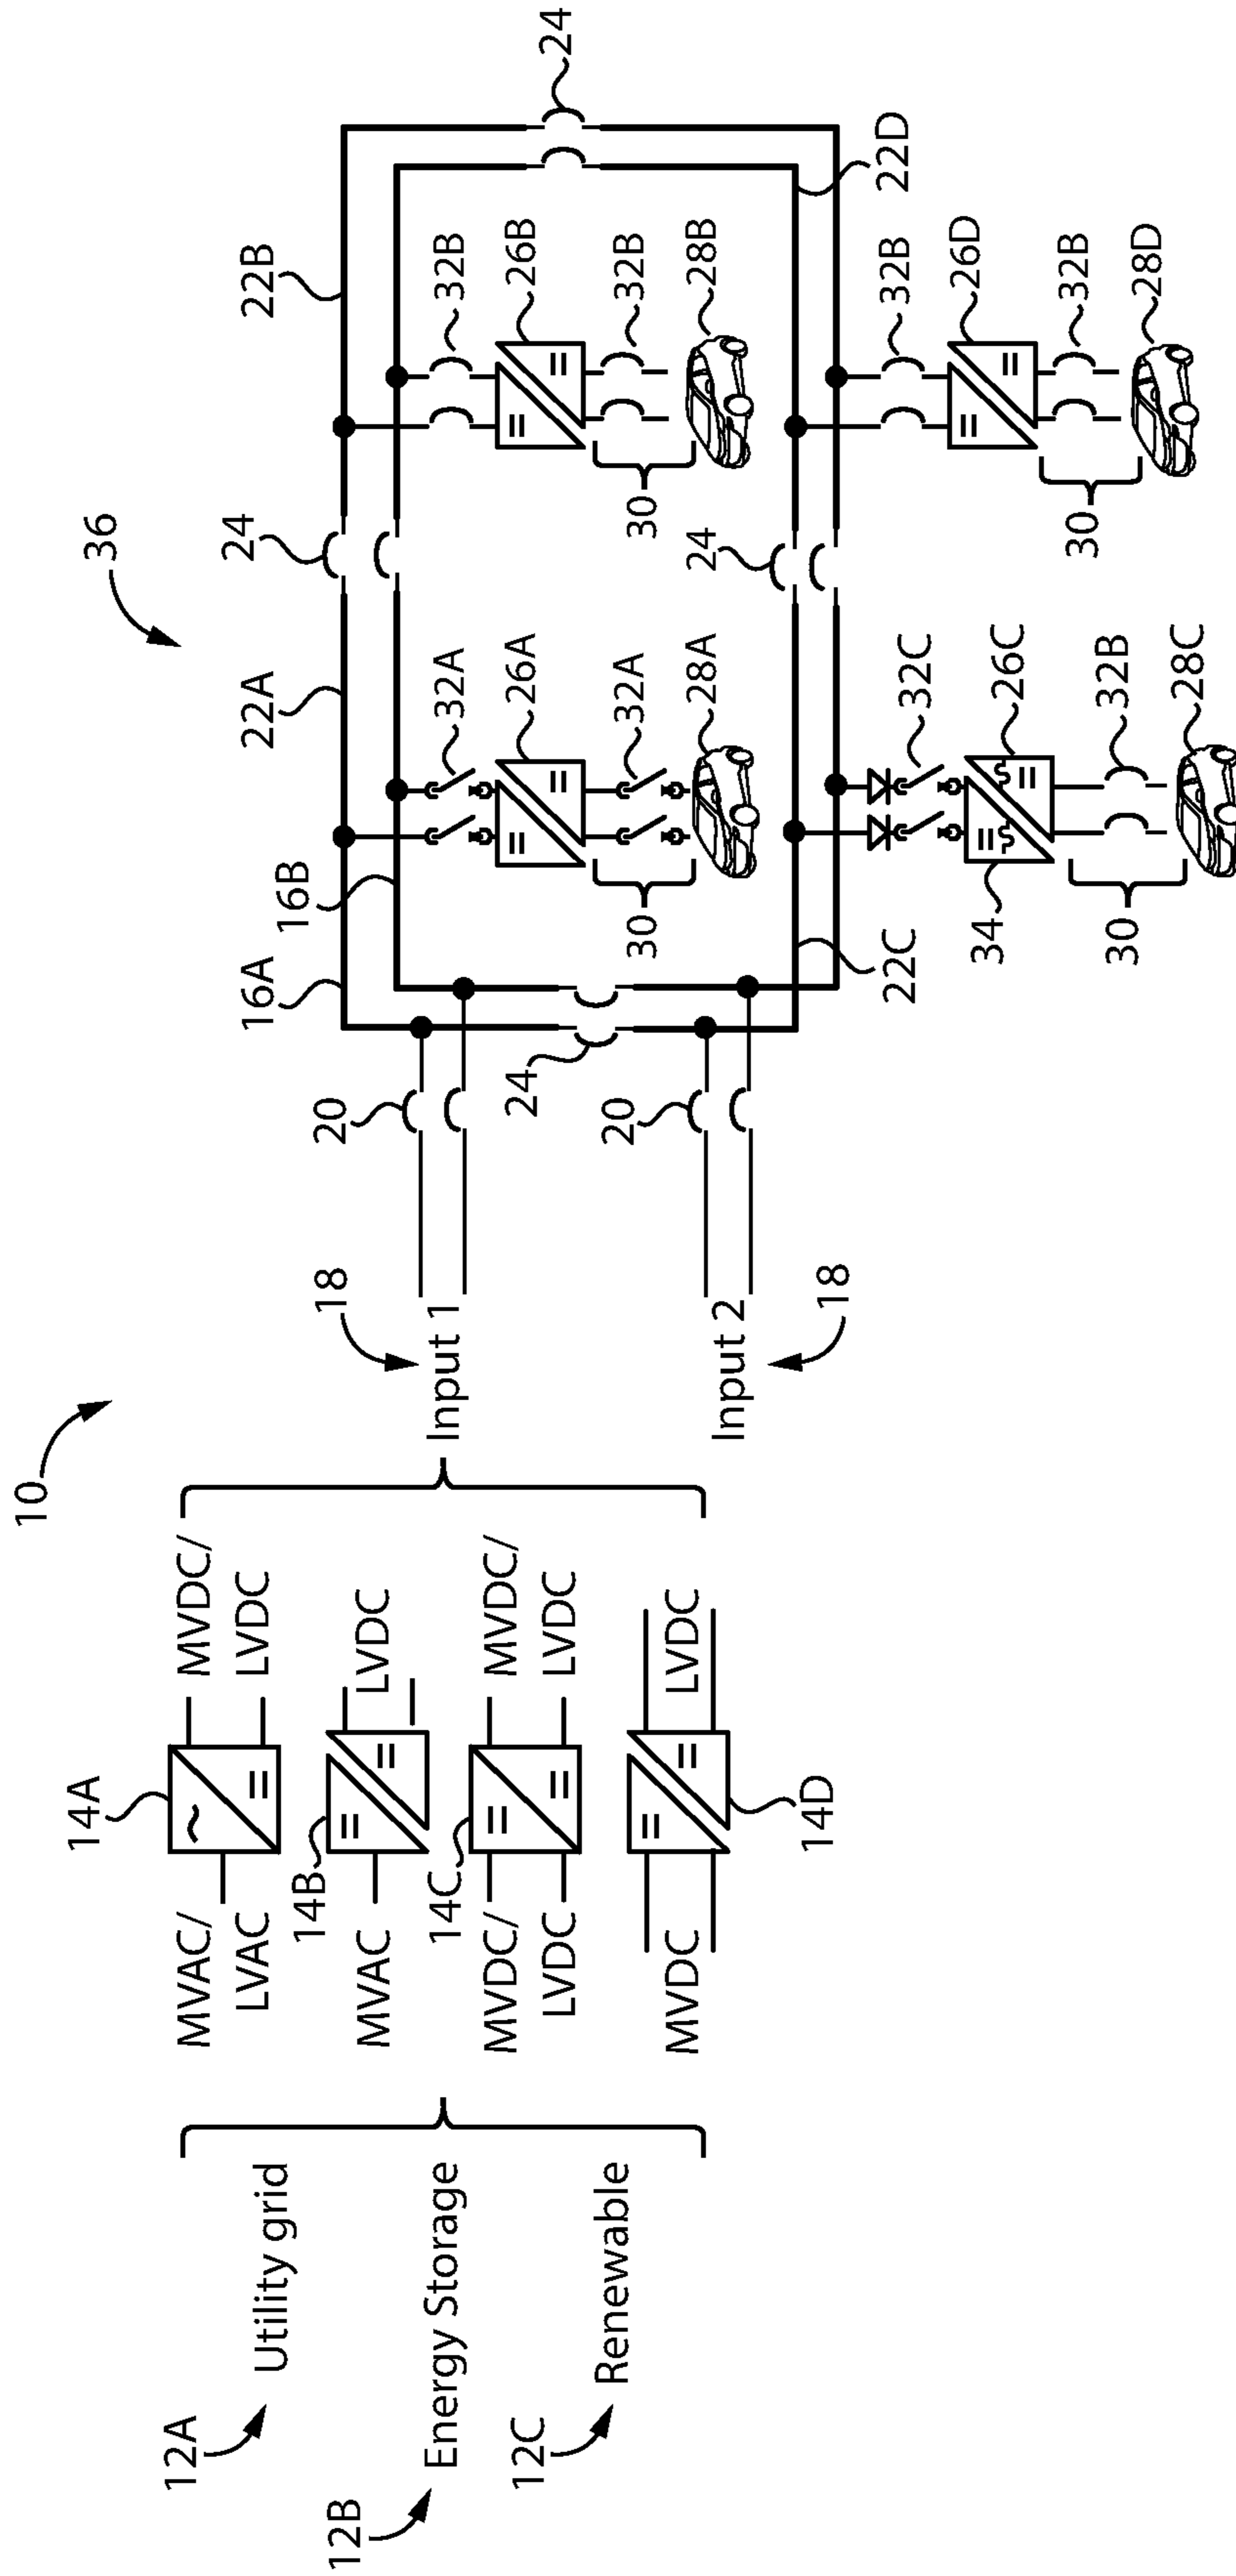 10
36
12A
Utility grid
12B
Energy Storage
12C
Renewable
14A
MVAC/
LVAC
MVDC/
LVDC
14B
MVAC
LVDC
14C
MVDC/
LVDC
MVDC/
LVDC
14D
MVDC
LVDC
18
Input 1
Input 2
18
20
20
16A
16B
22A
22B
24
24
24
24
22C
22D
32A
26A
32A
30
28A
32B
26B
32B
30
28B
32C
34
26C
32B
30
28C
32B
26D
32B
30
28D